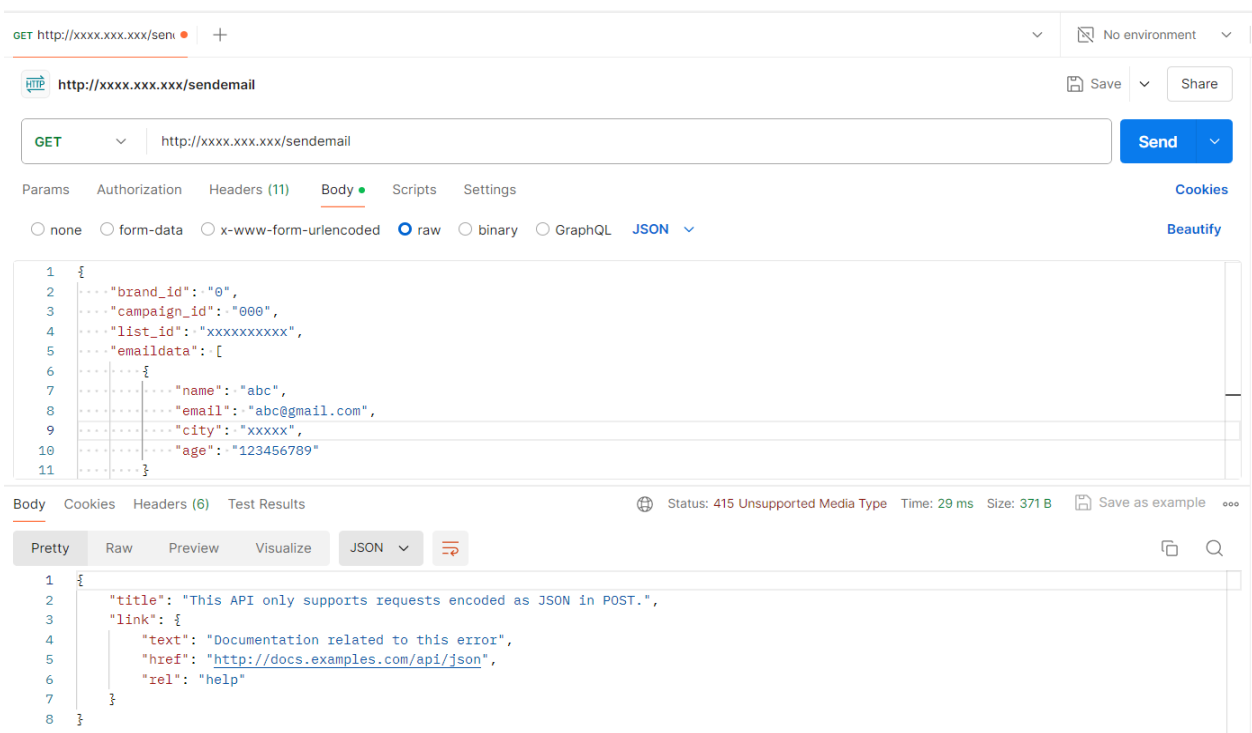 GET http://xxxx.xxx.xxx/sen
No environment
HTTP http://xxxx.xxx.xxx/sendemail
Save
Share
GET
http://xxxx.xxx.xxx/sendemail
Send
Params Authorization Headers (11) Body Scripts Settings
Cookies
none form-data x-www-form-urlencoded raw binary GraphQL JSON
Beautify
1 {
2 "brand_id": "0",
3 "campaign_id": "000",
4 "list_id": "xxxxxxxxxx",
5 "emaildata": [
6 {
7 "name": "abc",
8 "email": "abc@gmail.com",
9 "city": "xxxxx",
10 "age": "123456789"
11 }
Body Cookies Headers (6) Test Results
Status: 415 Unsupported Media Type Time: 29 ms Size: 371 B
Save as example
Pretty Raw Preview Visualize JSON
1 {
2 "title": "This API only supports requests encoded as JSON in POST.",
3 "link": {
4 "text": "Documentation related to this error",
5 "href": "http://docs.examples.com/api/json",
6 "rel": "help"
7 }
8 }